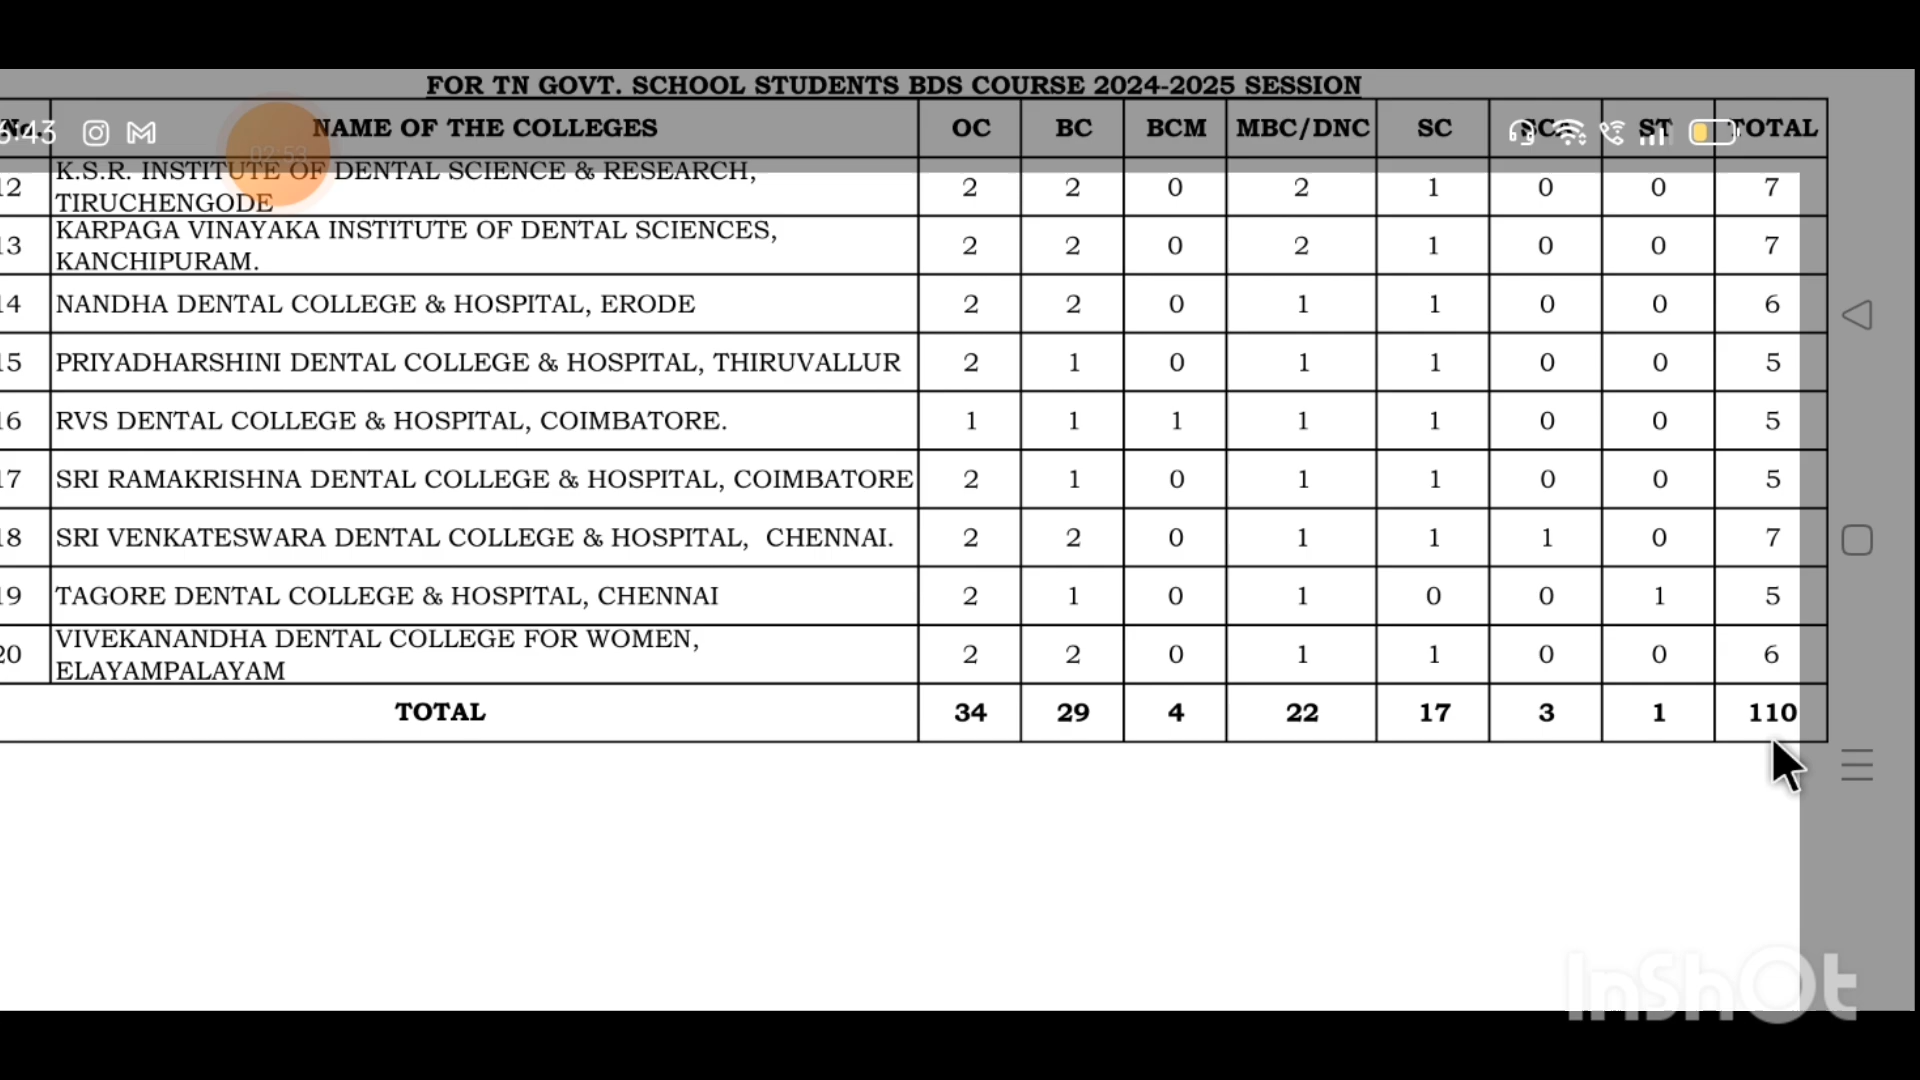 FOR TN GOVT. SCHOOL STUDENTS BDS COURSE 2024-2025 SESSION
No. NAME OF THE COLLEGES OC BC BCM MBC/DNC SC SCA ST TOTAL
6:43
02:53
12 K.S.R. INSTITUTE OF DENTAL SCIENCE & RESEARCH, TIRUCHENGODE 2 2 0 2 1 0 0 7
13 KARPAGA VINAYAKA INSTITUTE OF DENTAL SCIENCES, KANCHIPURAM. 2 2 0 2 1 0 0 7
14 NANDHA DENTAL COLLEGE & HOSPITAL, ERODE 2 2 0 1 1 0 0 6
15 PRIYADHARSHINI DENTAL COLLEGE & HOSPITAL, THIRUVALLUR 2 1 0 1 1 0 0 5
16 RVS DENTAL COLLEGE & HOSPITAL, COIMBATORE. 1 1 1 1 1 0 0 5
17 SRI RAMAKRISHNA DENTAL COLLEGE & HOSPITAL, COIMBATORE 2 1 0 1 1 0 0 5
18 SRI VENKATESWARA DENTAL COLLEGE & HOSPITAL, CHENNAI. 2 2 0 1 1 1 0 7
19 TAGORE DENTAL COLLEGE & HOSPITAL, CHENNAI 2 1 0 1 0 0 1 5
20 VIVEKANANDHA DENTAL COLLEGE FOR WOMEN, ELAYAMPALAYAM 2 2 0 1 1 0 0 6
TOTAL 34 29 4 22 17 3 1 110
InShOt